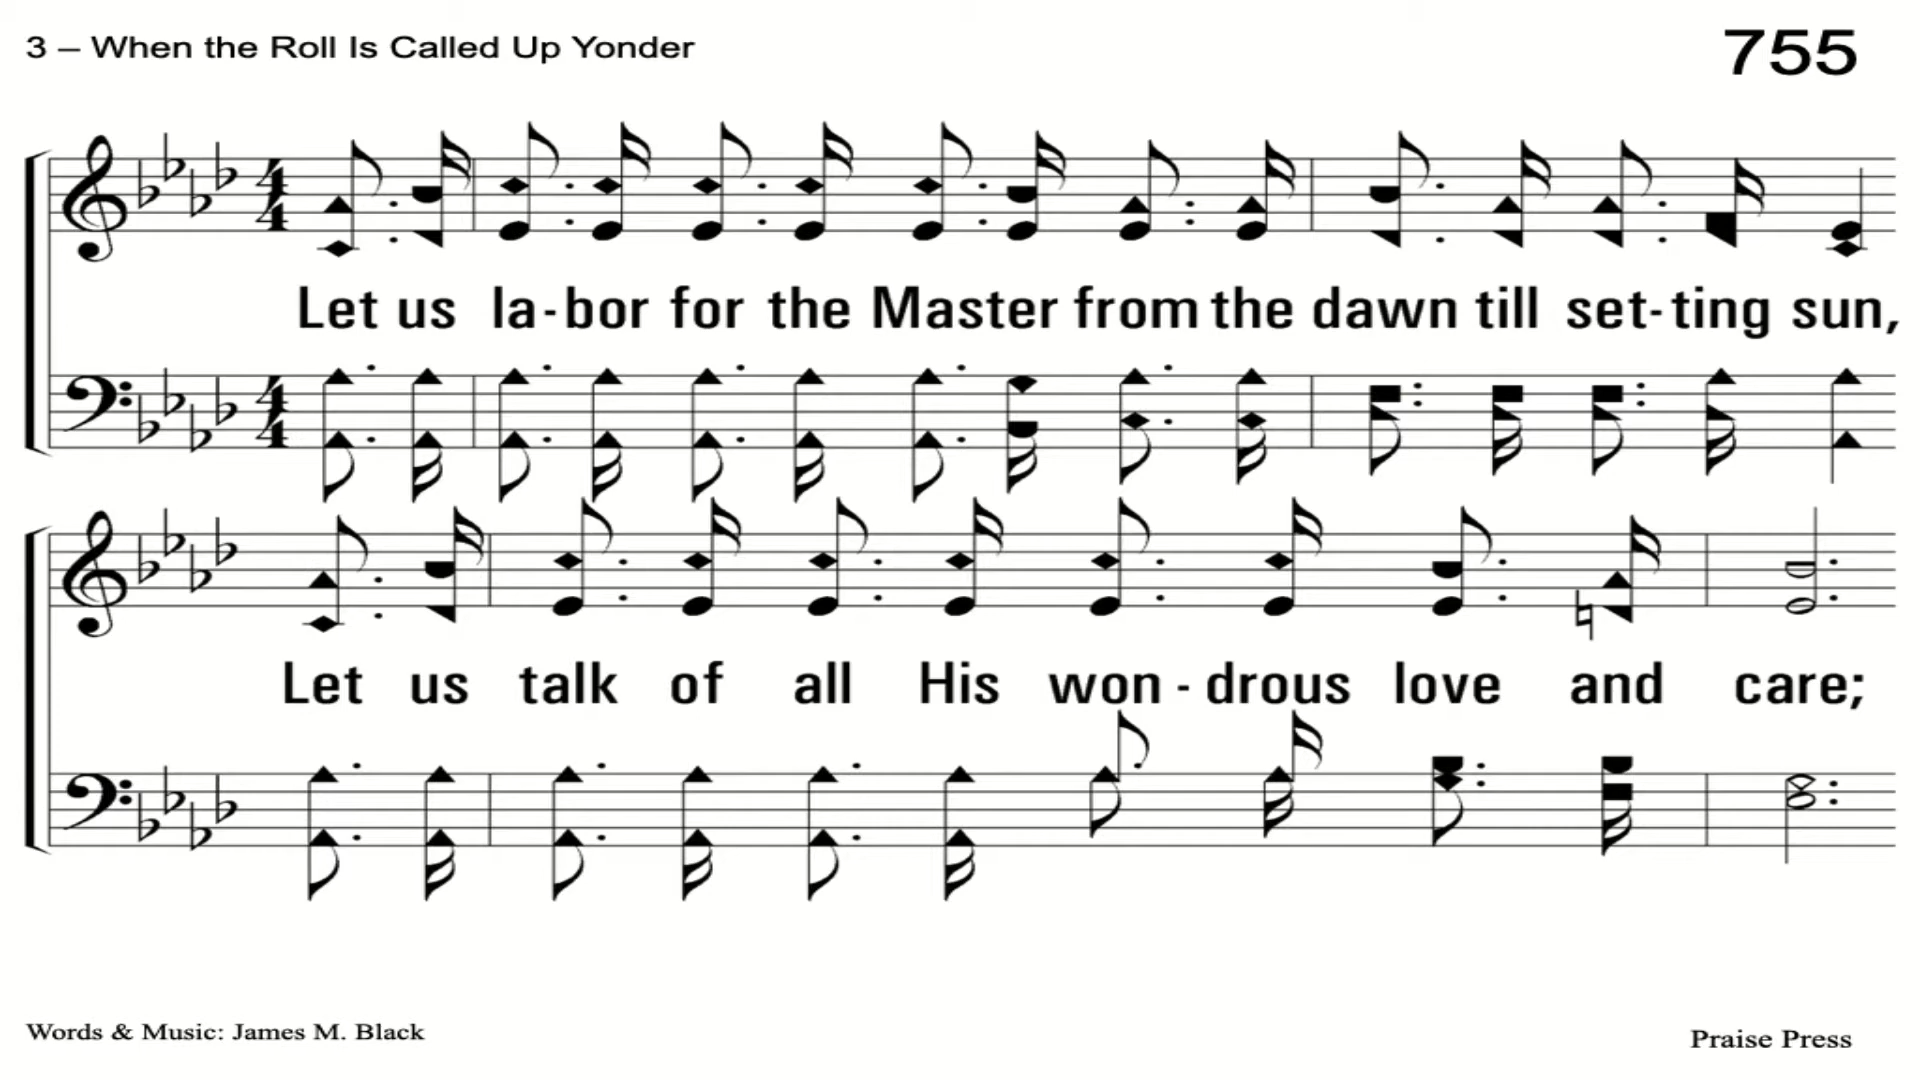 3 – When the Roll Is Called Up Yonder
755
Let us la-bor for the Master from the dawn till set-ting sun,
Let us talk of all His won-drous love and care;
Words & Music: James M. Black
Praise Press